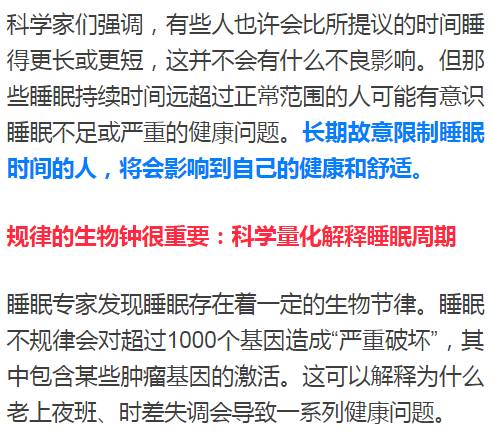 科学家们强调，有些人也许会比所提议的时间睡
得更长或更短，这并不会有什么不良影响。但那
些睡眠持续时间远超过正常范围的人可能有意识
睡眠不足或严重的健康问题。长期故意限制睡眠
时间的人，将会影响到自己的健康和舒适。
规律的生物钟很重要：科学量化解释睡眠周期
睡眠专家发现睡眠存在着一定的生物节律。睡眠
不规律会对超过1000个基因造成“严重破坏”，其
中包含某些肿瘤基因的激活。这可以解释为什么
老上夜班、时差失调会导致一系列健康问题。